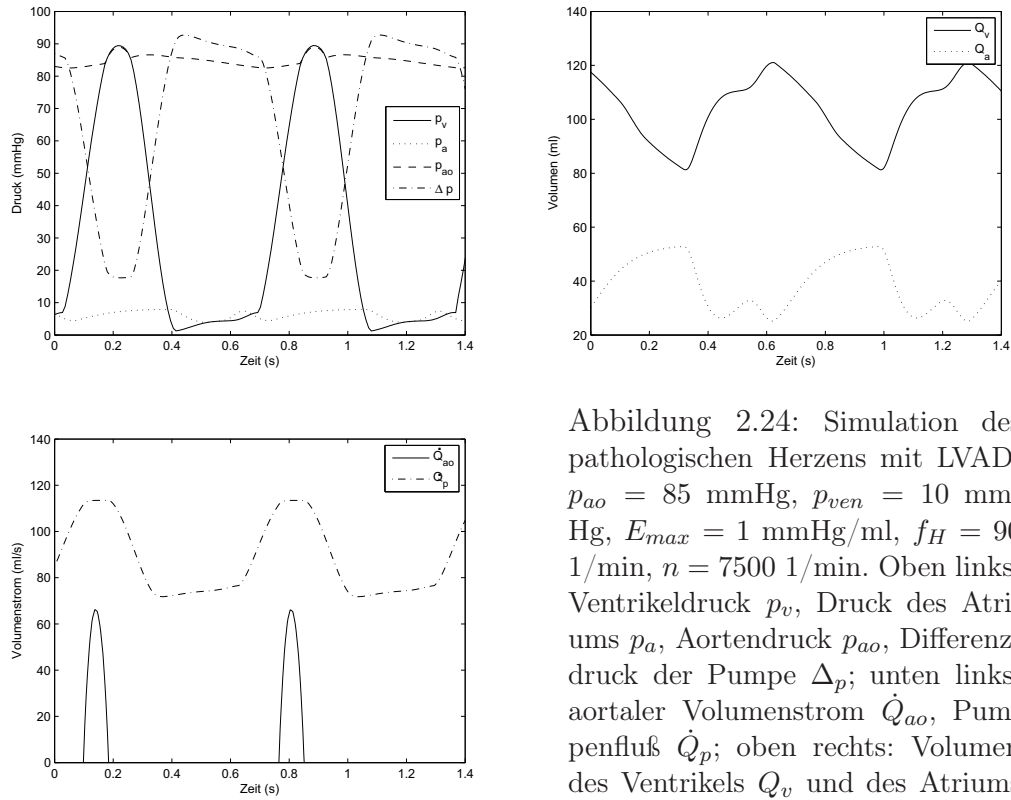 100
90
80
70
60
50
40
30
20
10
0
Druck (mmHg)
p_v
p_a
p_ao
Δ p
0 0.2 0.4 0.6 0.8 1 1.2 1.4
Zeit (s)
140
120
100
80
60
40
20
Volumen (ml)
Q_v
Q_a
0 0.2 0.4 0.6 0.8 1 1.2 1.4
Zeit (s)
140
120
100
80
60
40
20
0
Volumenstrom (ml/s)
Q̇_ao
Q̇_p
0 0.2 0.4 0.6 0.8 1 1.2 1.4
Zeit (s)
Abbildung 2.24: Simulation des
pathologischen Herzens mit LVAD
p_ao = 85 mmHg, p_ven = 10 mm
Hg, E_max = 1 mmHg/ml, f_H = 90
1/min, n = 7500 1/min. Oben links
Ventrikeldruck p_v, Druck des Atri
ums p_a, Aortendruck p_ao, Differenz
druck der Pumpe Δ_p; unten links
aortaler Volumenstrom Q̇_ao, Pum
penfluß Q̇_p; oben rechts: Volumen
des Ventrikels Q_v und des Atrium